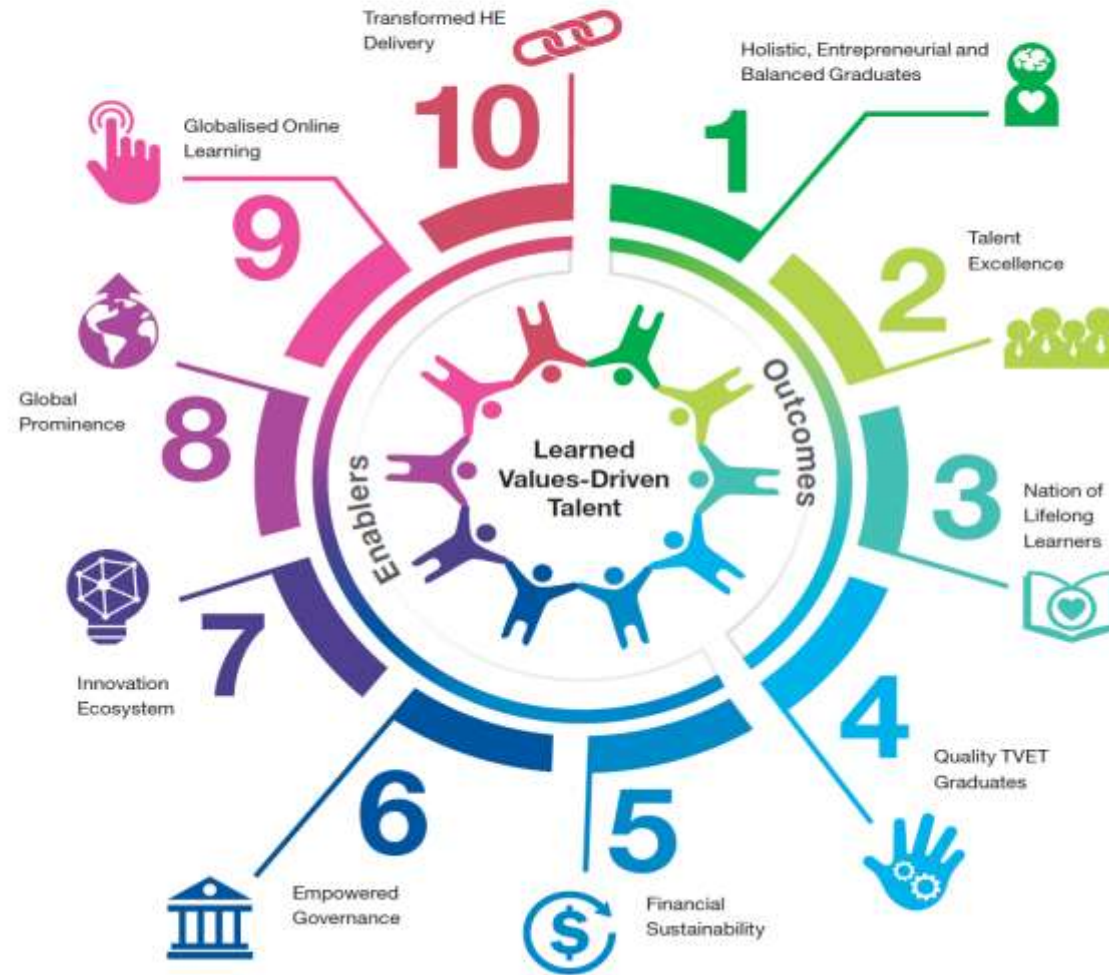 1
Holistic, Entrepreneurial and
Balanced Graduates
2
Talent
Excellence
3
Nation of
Lifelong
Learners
4
Quality TVET
Graduates
5
Financial
Sustainability
$
6
Empowered
Governance
7
Innovation
Ecosystem
8
Global
Prominence
9
Globalised Online
Learning
10
Transformed HE
Delivery
Outcomes
Enablers
Learned
Values-Driven
Talent